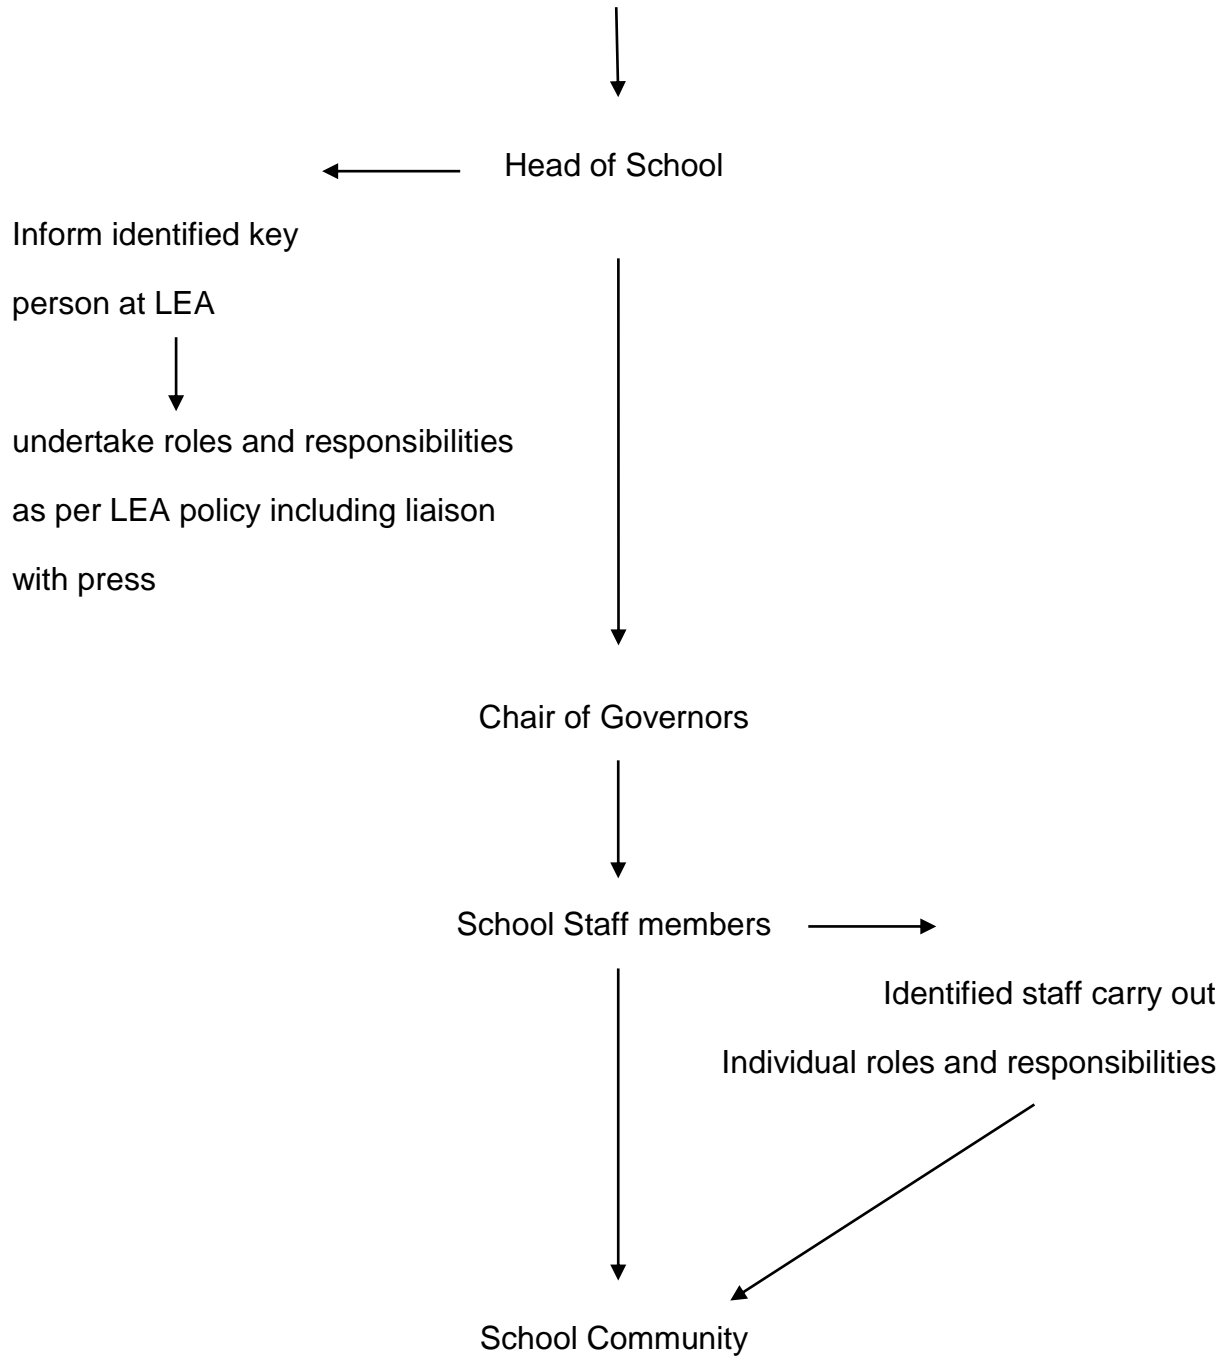 Head of School
Inform identified key
person at LEA
undertake roles and responsibilities
as per LEA policy including liaison
with press
Chair of Governors
School Staff members
Identified staff carry out
Individual roles and responsibilities
School Community